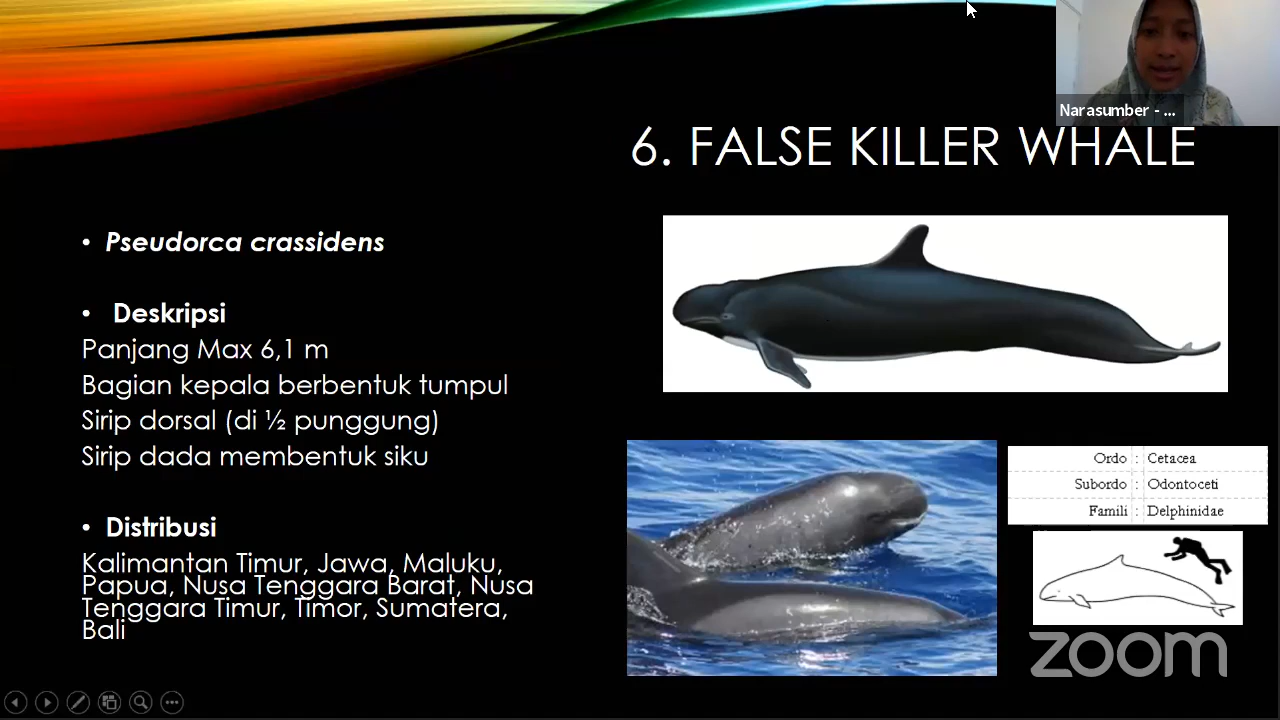 Narasumber - ...
6. FALSE KILLER WHALE
• Pseudorca crassidens
• Deskripsi
Panjang Max 6,1 m
Bagian kepala berbentuk tumpul
Sirip dorsal (di ½ punggung)
Sirip dada membentuk siku
• Distribusi
Kalimantan Timur, Jawa, Maluku,
Papua, Nusa Tenggara Barat, Nusa
Tenggara Timur, Timor, Sumatera,
Bali
Ordo : Cetacea
Subordo : Odontoceti
Famili : Delphinidae
zoom